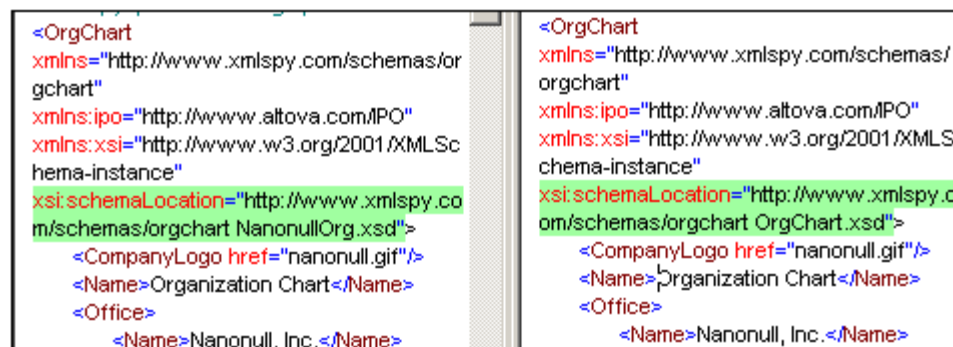 <OrgChart
xmlns="http://www.xmlspy.com/schemas/or
gchart"
xmlns:ipo="http://www.altova.com/IPO"
xmlns:xsi="http://www.w3.org/2001/XMLSc
hema-instance"
xsi:schemaLocation="http://www.xmlspy.co
m/schemas/orgchart NanonullOrg.xsd">
<CompanyLogo href="nanonull.gif"/>
<Name>Organization Chart</Name>
<Office>
<Name>Nanonull, Inc.</Name>
<OrgChart
xmlns="http://www.xmlspy.com/schemas/
orgchart"
xmlns:ipo="http://www.altova.com/IPO"
xmlns:xsi="http://www.w3.org/2001/XMLS
chema-instance"
xsi:schemaLocation="http://www.xmlspy.c
om/schemas/orgchart OrgChart.xsd">
<CompanyLogo href="nanonull.gif"/>
<Name>Organization Chart</Name>
<Office>
<Name>Nanonull, Inc.</Name>